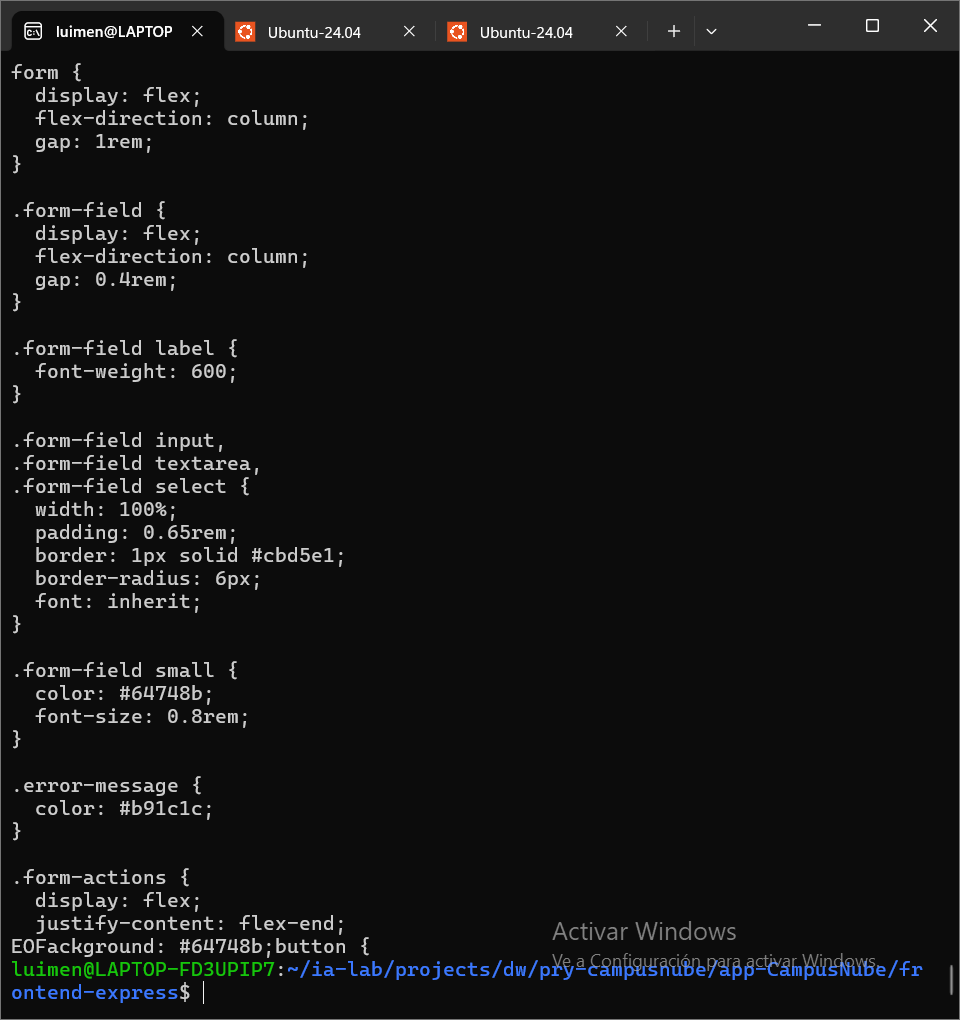 luimen@LAPTOP
Ubuntu-24.04
Ubuntu-24.04
form {
  display: flex;
  flex-direction: column;
  gap: 1rem;
}
.form-field {
  display: flex;
  flex-direction: column;
  gap: 0.4rem;
}
.form-field label {
  font-weight: 600;
}
.form-field input,
.form-field textarea,
.form-field select {
  width: 100%;
  padding: 0.65rem;
  border: 1px solid #cbd5e1;
  border-radius: 6px;
  font: inherit;
}
.form-field small {
  color: #64748b;
  font-size: 0.8rem;
}
.error-message {
  color: #b91c1c;
}
.form-actions {
  display: flex;
  justify-content: flex-end;
EOFackground: #64748b;button {
luimen@LAPTOP-FD3UPIP7:~/ia-lab/projects/dw/pry-campusnube/app-CampusNube/fr
ontend-express$
Activar Windows
Ve a Configuración para activar Windows.